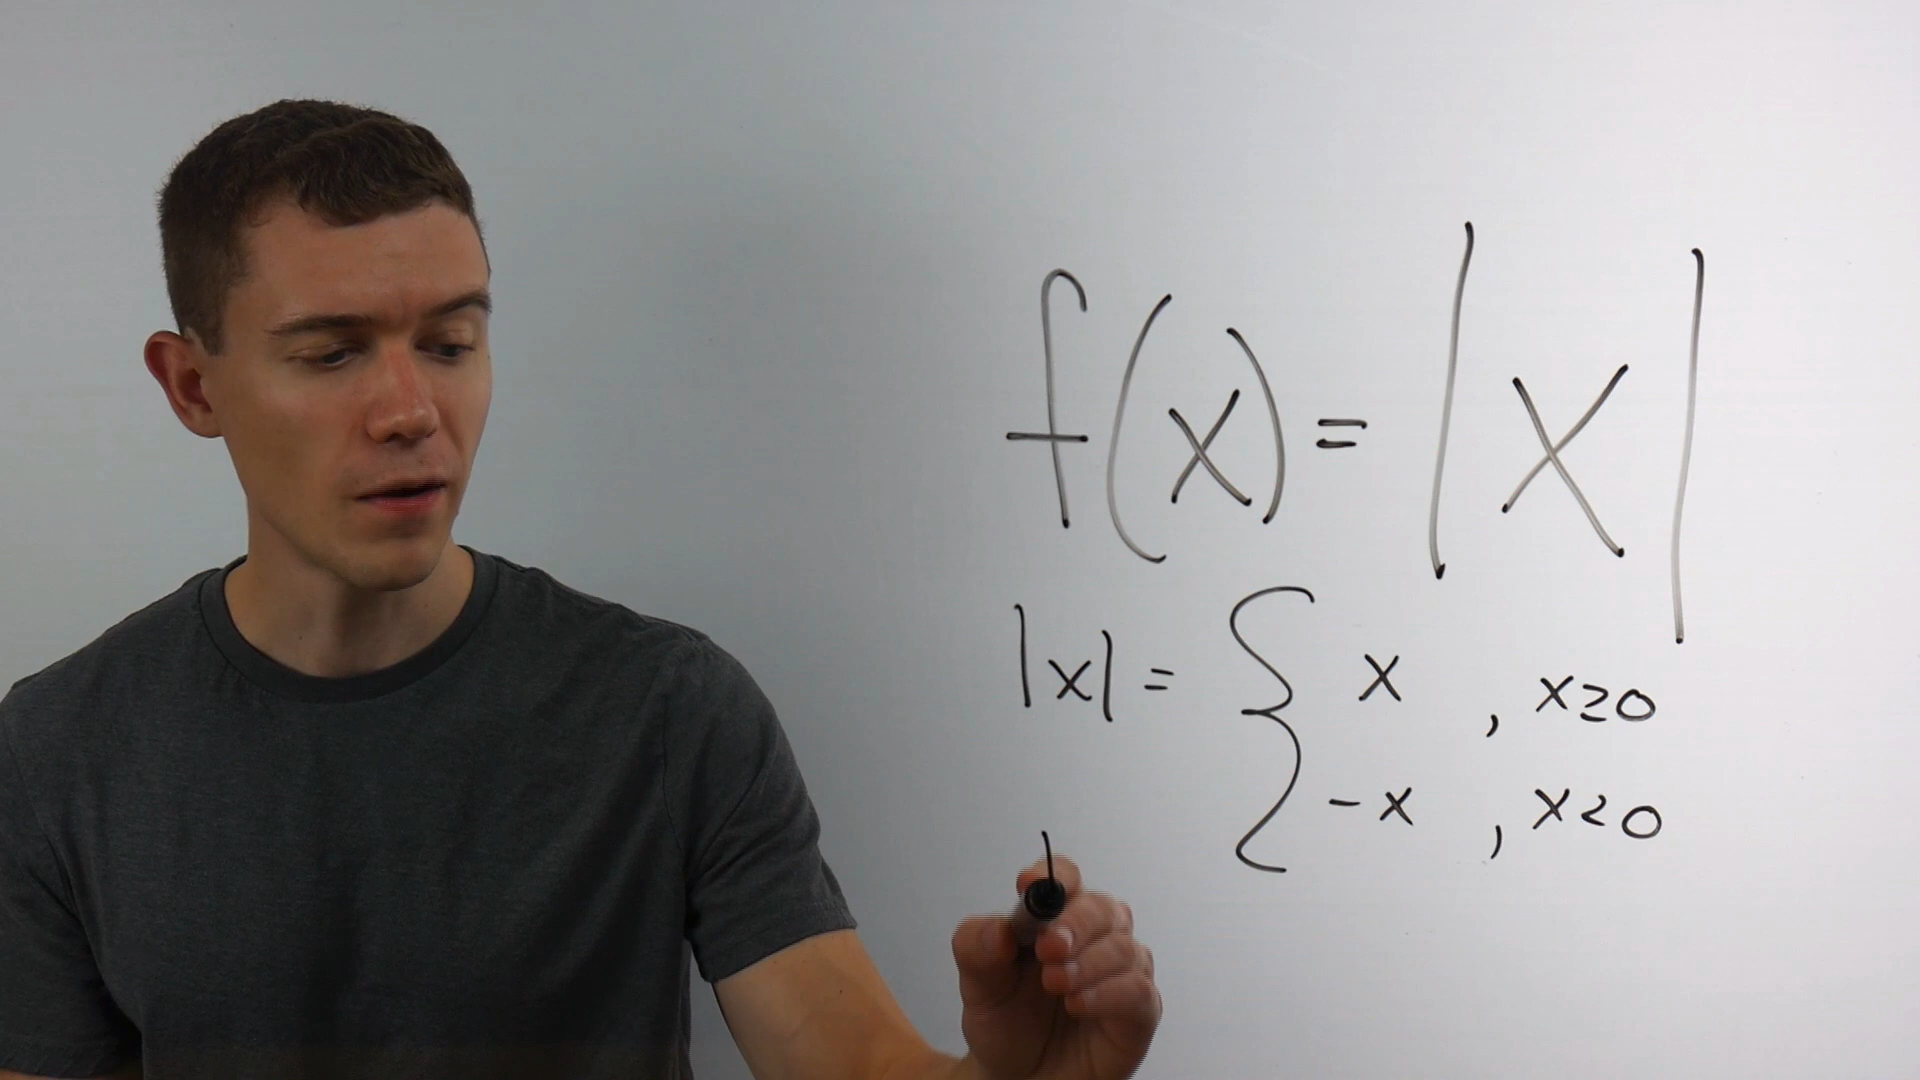 f(x) = |x|
|x| = { x , x≥0
-x , x<0